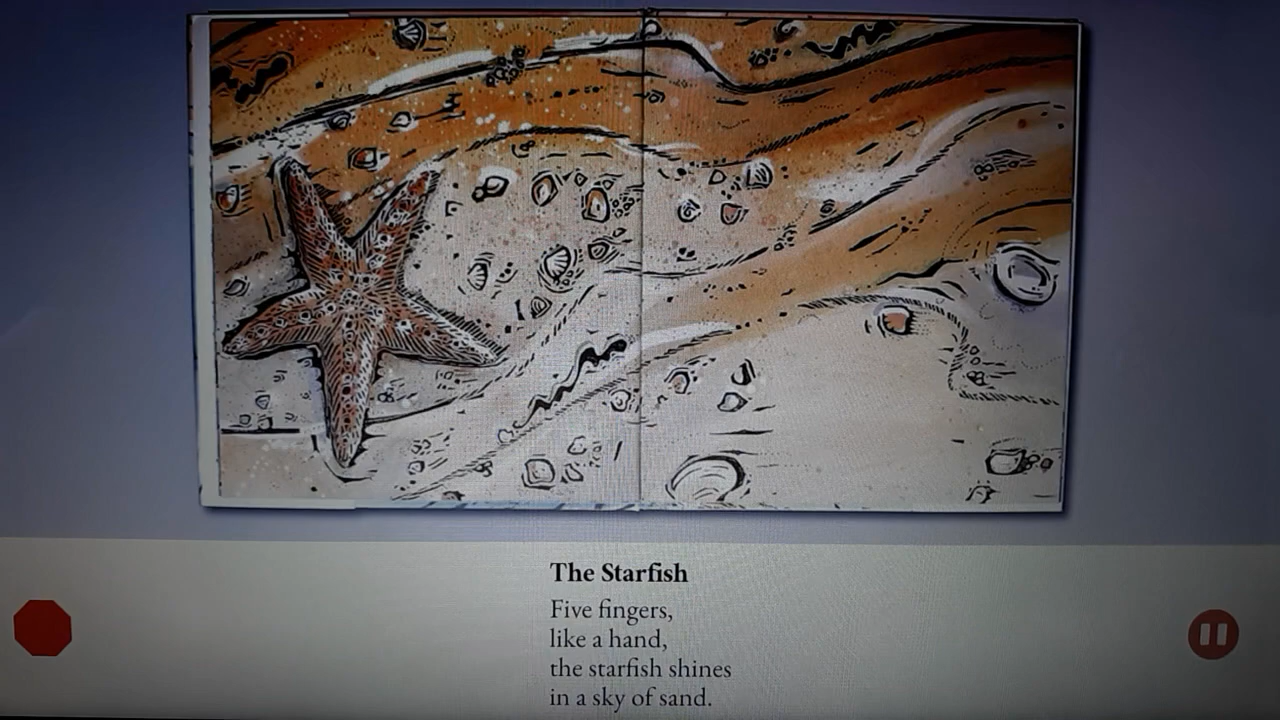 The Starfish
Five fingers,
like a hand,
the starfish shines
in a sky of sand.